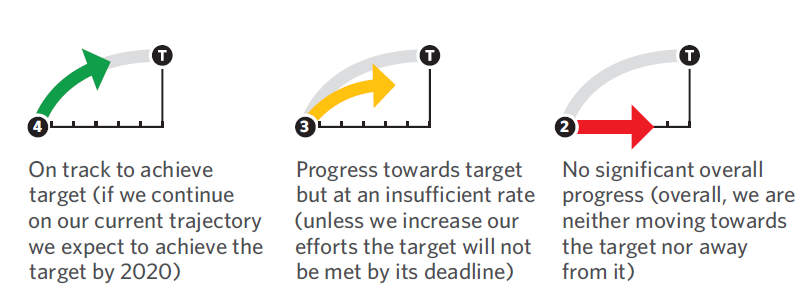 T
4
On track to achieve
target (if we continue
on our current trajectory
we expect to achieve the
target by 2020)
T
3
Progress towards target
but at an insufficient rate
(unless we increase our
efforts the target will not
be met by its deadline)
T
2
No significant overall
progress (overall, we are
neither moving towards
the target nor away
from it)